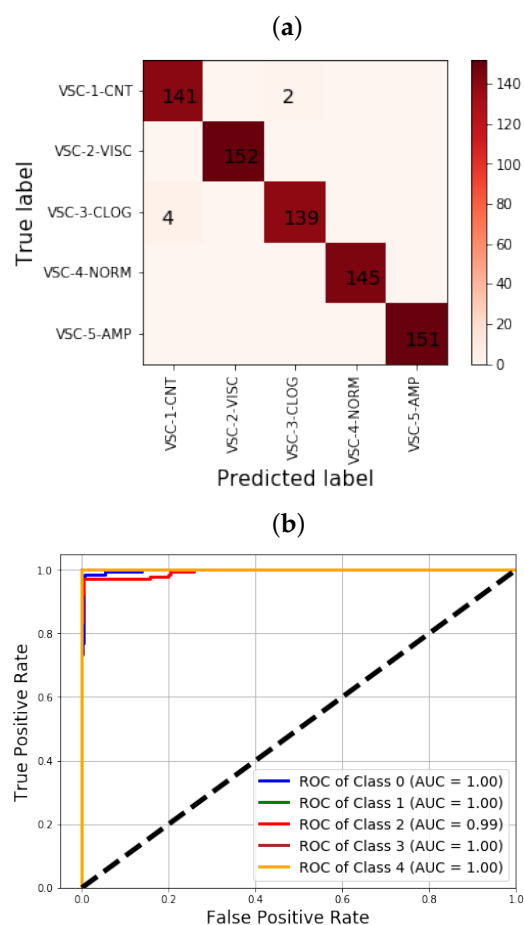 (a)
VSC-1-CNT
VSC-2-VISC
VSC-3-CLOG
VSC-4-NORM
VSC-5-AMP
True label
141
2
152
4
139
145
151
140
120
100
80
60
40
20
0
VSC-1-CNT
VSC-2-VISC
VSC-3-CLOG
VSC-4-NORM
VSC-5-AMP
Predicted label
(b)
True Positive Rate
1.0
0.8
0.6
0.4
0.2
0.0
ROC of Class 0 (AUC = 1.00)
ROC of Class 1 (AUC = 1.00)
ROC of Class 2 (AUC = 0.99)
ROC of Class 3 (AUC = 1.00)
ROC of Class 4 (AUC = 1.00)
0.0 0.2 0.4 0.6 0.8 1.0
False Positive Rate